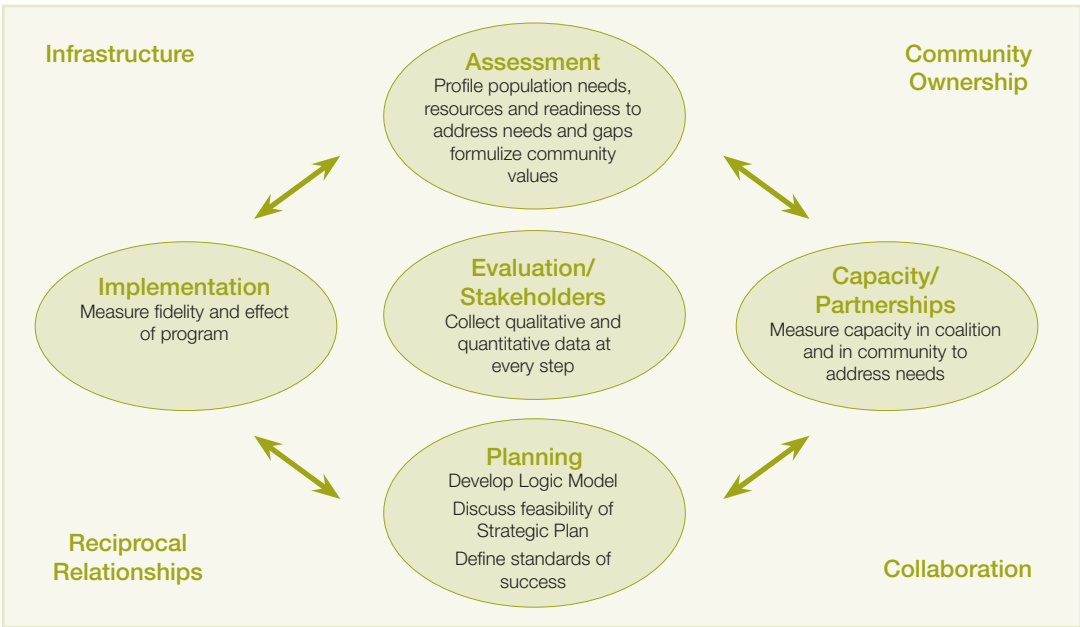 Infrastructure
Community
Ownership
Assessment
Profile population needs,
resources and readiness to
address needs and gaps
formulize community
values
Implementation
Measure fidelity and effect
of program
Evaluation/
Stakeholders
Collect qualitative and
quantitative data at
every step
Capacity/
Partnerships
Measure capacity in coalition
and in community to
address needs
Planning
Develop Logic Model
Discuss feasibility of
Strategic Plan
Define standards of
success
Reciprocal
Relationships
Collaboration